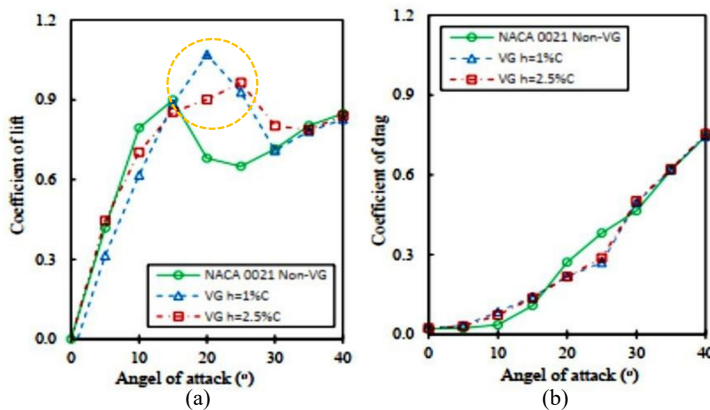 1.2
0.9
0.6
0.3
0.0
Coefficient of lift
NACA 0021 Non-VG
VG h=1%C
VG h=2.5%C
0
10
20
30
40
Angel of attack (º)
(a)
1.2
0.9
0.6
0.3
0.0
Coefficient of drag
NACA 0021 Non-VG
VG h=1%C
VG h=2.5%C
0
10
20
30
40
Angel of attack (º)
(b)